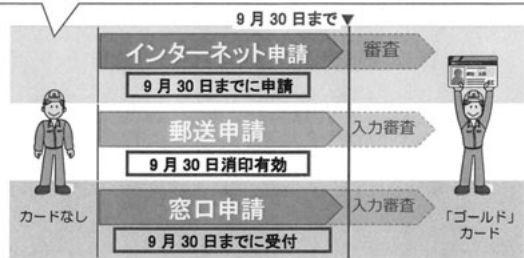 9月30日まで▼
インターネット申請
審査
9月30日までに申請
郵送申請
入力審査
9月30日消印有効
窓口申請
入力審査
9月30日までに受付
カードなし
「ゴールド」
カード